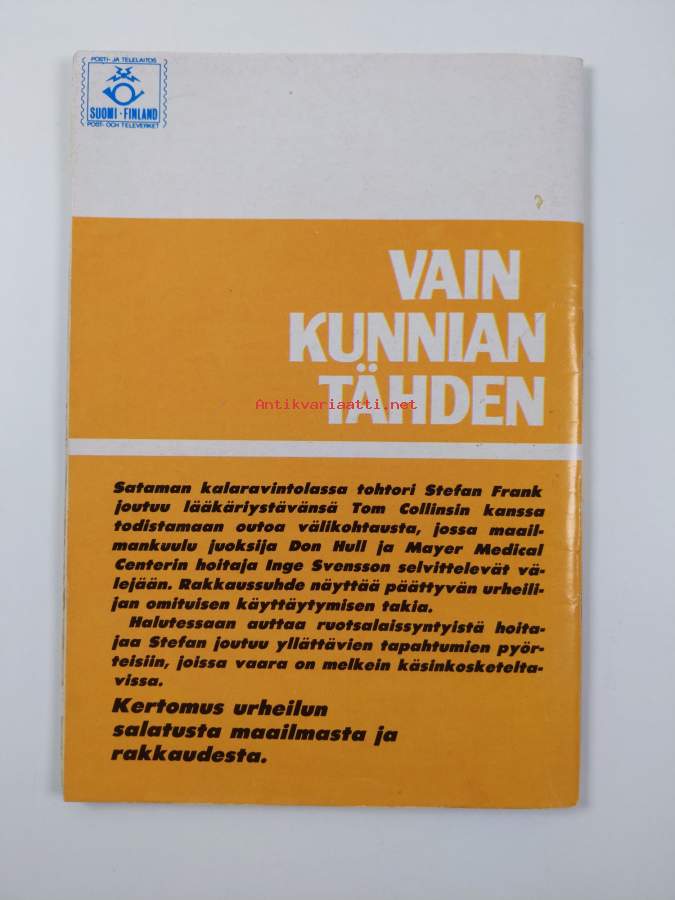 POSTI- JA TELELAITOS
SUOMI - FINLAND
POST- OCH TELEVERKET
VAIN
KUNNIAN
TÄHDEN
Antikvariaatti.net
Sataman kalaravintolassa tohtori Stefan Frank
joutuu lääkäriystävänsä Tom Collinsin kanssa
todistamaan outoa välikohtausta, jossa maail-
mankuulu juoksija Don Hull ja Mayer Medical
Centerin hoitaja Inge Svensson selvittelevät vä-
lejään. Rakkaussuhde näyttää päättyvän urheili-
jan omituisen käyttäytymisen takia.
Halutessaan auttaa ruotsalaissyntyistä hoita-
jaa Stefan joutuu yllättävien tapahtumien pyör-
teisiin, joissa vaara on melkein käsinkosketelta-
vissa.
Kertomus urheilun
salatusta maailmasta ja
rakkaudesta.